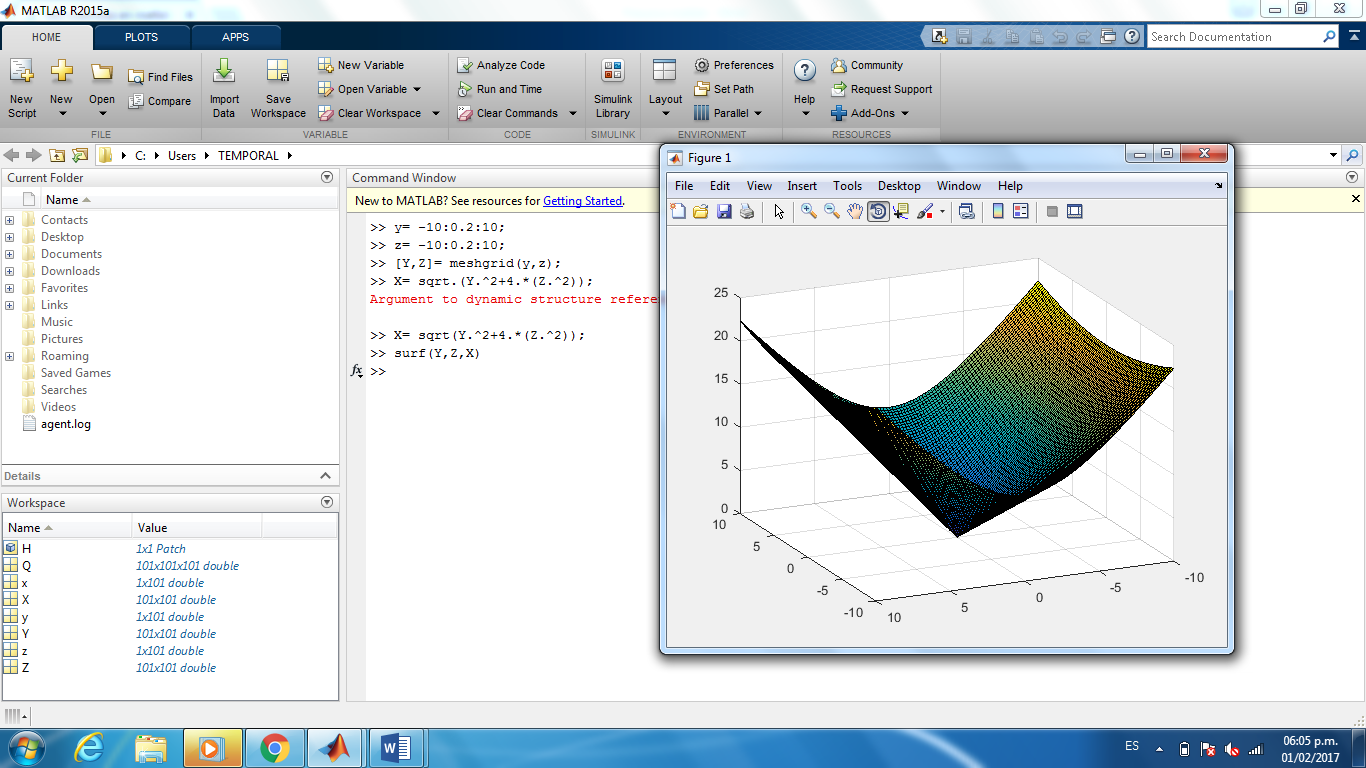 MATLAB R2015a
HOME PLOTS APPS
Search Documentation
New Script
New
Open
Find Files
Compare
Import Data
Save Workspace
New Variable
Open Variable
Clear Workspace
Analyze Code
Run and Time
Clear Commands
Simulink Library
Layout
Preferences
Set Path
Parallel
Help
Community
Request Support
Add-Ons
FILE VARIABLE CODE SIMULINK ENVIRONMENT RESOURCES
C: Users TEMPORAL
Current Folder
Name
Contacts
Desktop
Documents
Downloads
Favorites
Links
Music
Pictures
Roaming
Saved Games
Searches
Videos
agent.log
Details
Workspace
Name Value
H 1x1 Patch
Q 101x101x101 double
x 1x101 double
X 101x101 double
y 1x101 double
Y 101x101 double
z 1x101 double
Z 101x101 double
Command Window
New to MATLAB? See resources for Getting Started.
>> y= -10:0.2:10;
>> z= -10:0.2:10;
>> [Y,Z]= meshgrid(y,z);
>> X= sqrt.(Y.^2+4.*(Z.^2));
Argument to dynamic structure refere
>> X= sqrt(Y.^2+4.*(Z.^2));
>> surf(Y,Z,X)
fx >>
Figure 1
File Edit View Insert Tools Desktop Window Help
25
20
15
10
5
0
10
5
0
-5
-10
10
5
0
-5
-10
ES
06:05 p.m.
01/02/2017